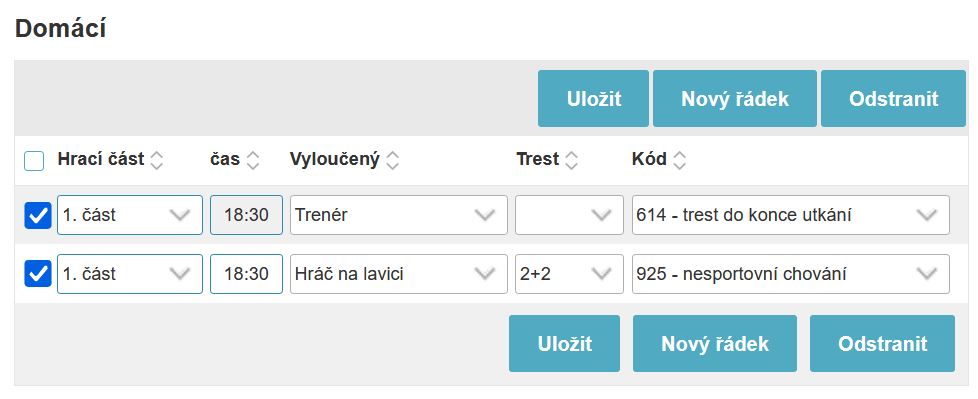 Domácí
Uložit Nový řádek Odstranit
Hrací část čas Vyloučený Trest Kód
1. část 18:30 Trenér 614 - trest do konce utkání
1. část 18:30 Hráč na lavici 2+2 925 - nesportovní chování
Uložit Nový řádek Odstranit